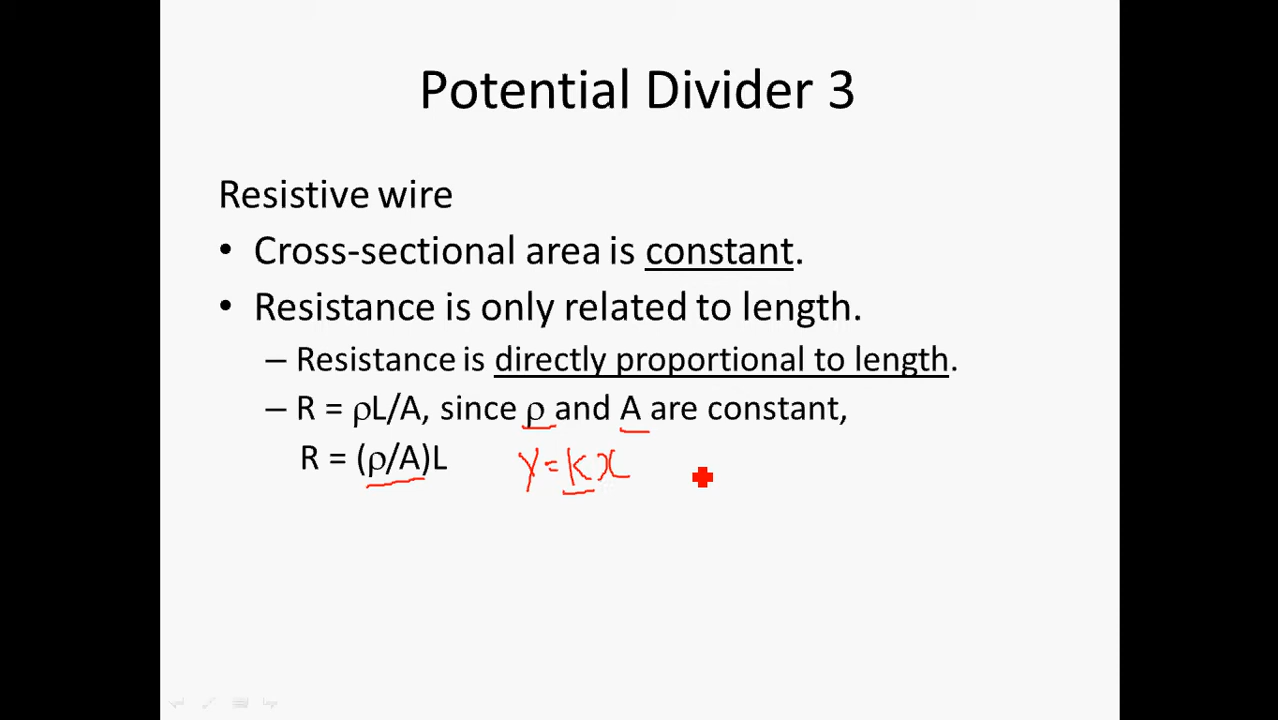 Potential Divider 3
Resistive wire
• Cross-sectional area is constant.
• Resistance is only related to length.
– Resistance is directly proportional to length.
– R = ρL/A, since ρ and A are constant,
R = (ρ/A)L y=kx